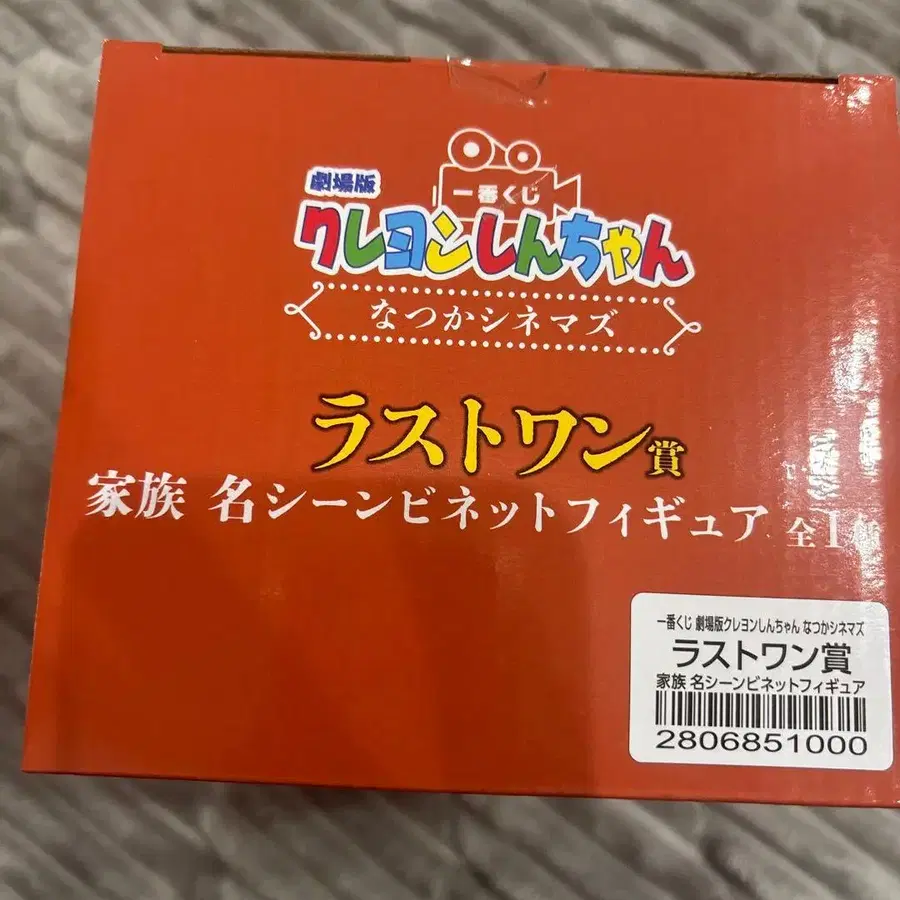 一番くじ
劇場版
クレヨンしんちゃん
なつかシネマズ
ラストワン賞
家族 名シーンビネットフィギュア 全1
一番くじ 劇場版クレヨンしんちゃん なつかシネマズ
ラストワン賞
家族 名シーンビネットフィギュア
2806851000